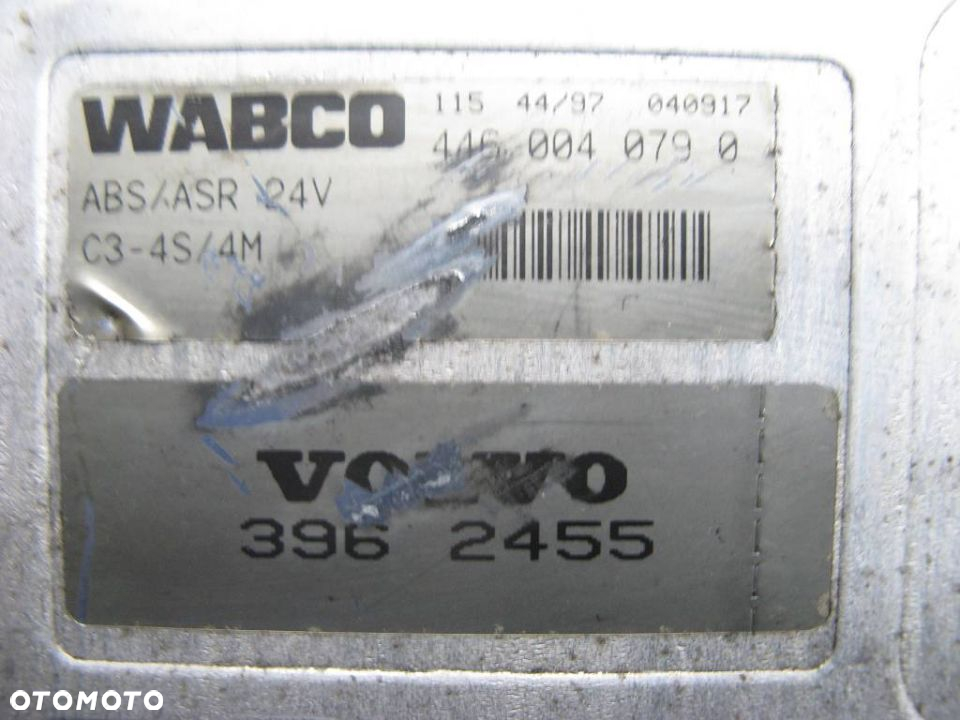 WABCO 115 44/97 040917
446 004 079 0
ABS/ASR 24V
C3-4S/4M
VOLVO
396 2455
OTOMOTO